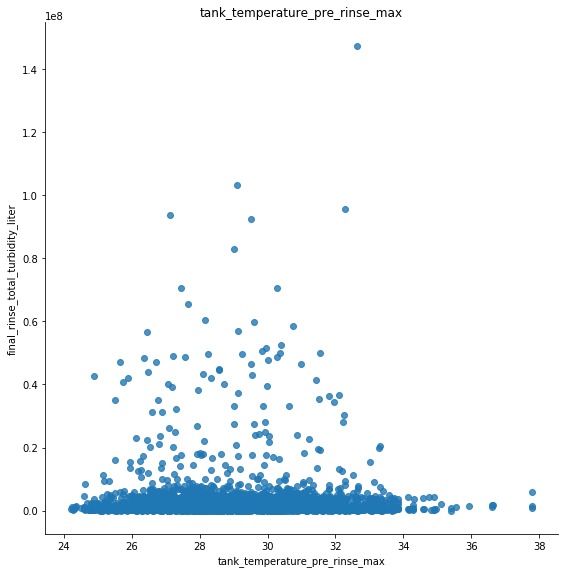 tank_temperature_pre_rinse_max
1e8
1.4
1.2
1.0
0.8
0.6
0.4
0.2
0.0
final_rinse_total_turbidity_liter
24 26 28 30 32 34 36 38
tank_temperature_pre_rinse_max